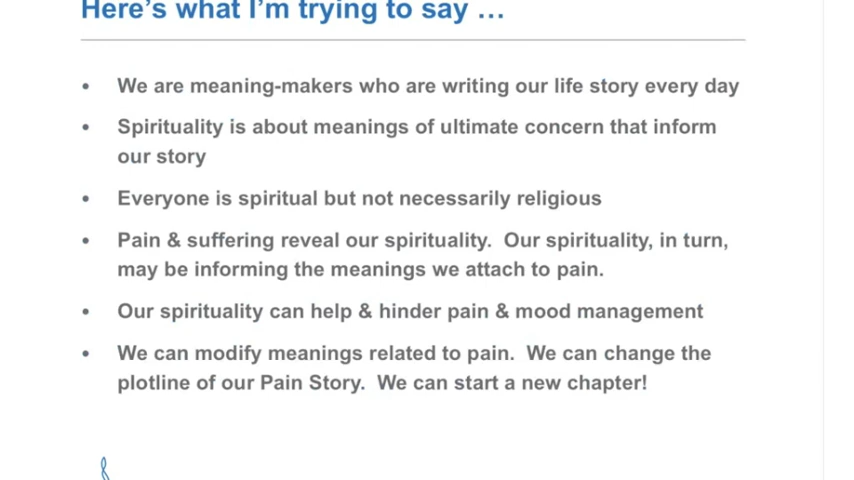 Here’s what I’m trying to say …
• We are meaning-makers who are writing our life story every day
• Spirituality is about meanings of ultimate concern that inform
our story
• Everyone is spiritual but not necessarily religious
• Pain & suffering reveal our spirituality.  Our spirituality, in turn,
may be informing the meanings we attach to pain.
• Our spirituality can help & hinder pain & mood management
• We can modify meanings related to pain.  We can change the
plotline of our Pain Story.  We can start a new chapter!